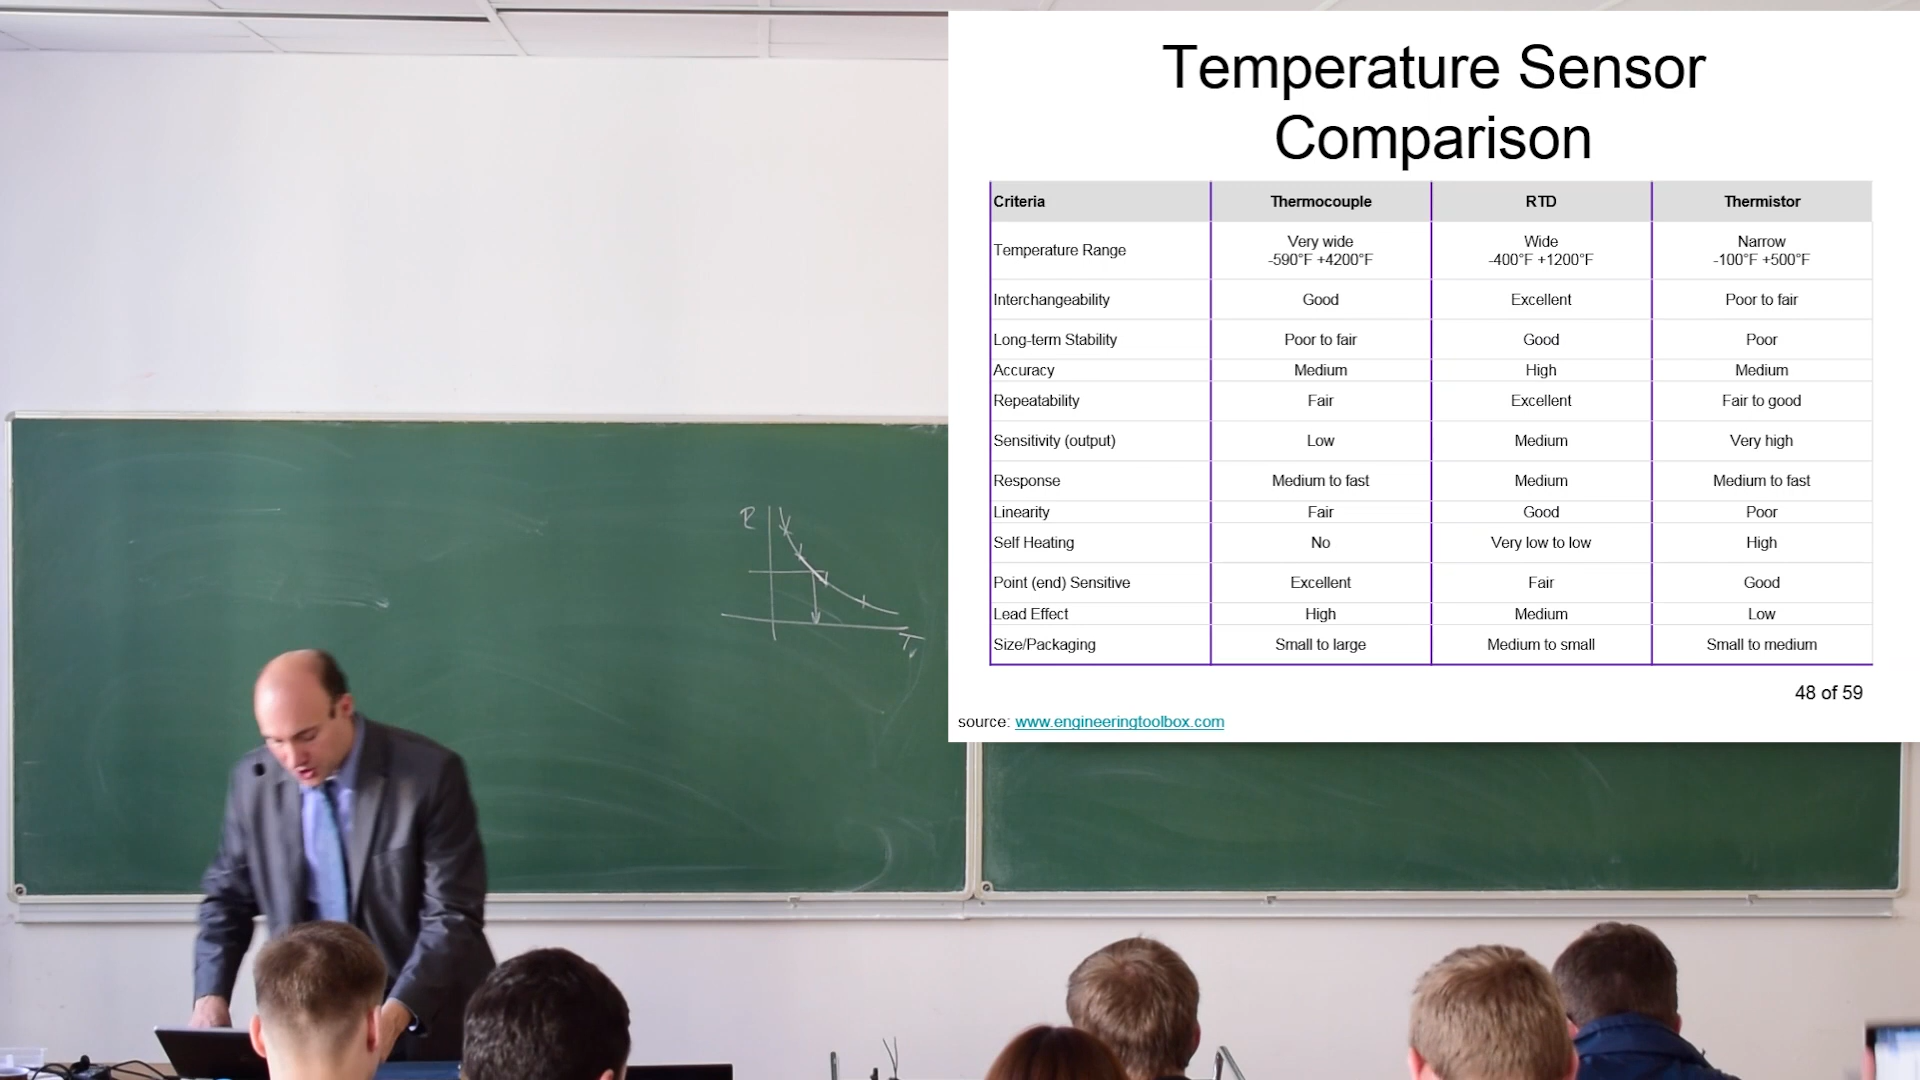 Temperature Sensor
Comparison
Criteria Thermocouple RTD Thermistor
Temperature Range Very wide -590°F +4200°F Wide -400°F +1200°F Narrow -100°F +500°F
Interchangeability Good Excellent Poor to fair
Long-term Stability Poor to fair Good Poor
Accuracy Medium High Medium
Repeatability Fair Excellent Fair to good
Sensitivity (output) Low Medium Very high
Response Medium to fast Medium Medium to fast
Linearity Fair Good Poor
Self Heating No Very low to low High
Point (end) Sensitive Excellent Fair Good
Lead Effect High Medium Low
Size/Packaging Small to large Medium to small Small to medium
48 of 59
source: www.engineeringtoolbox.com
R
T